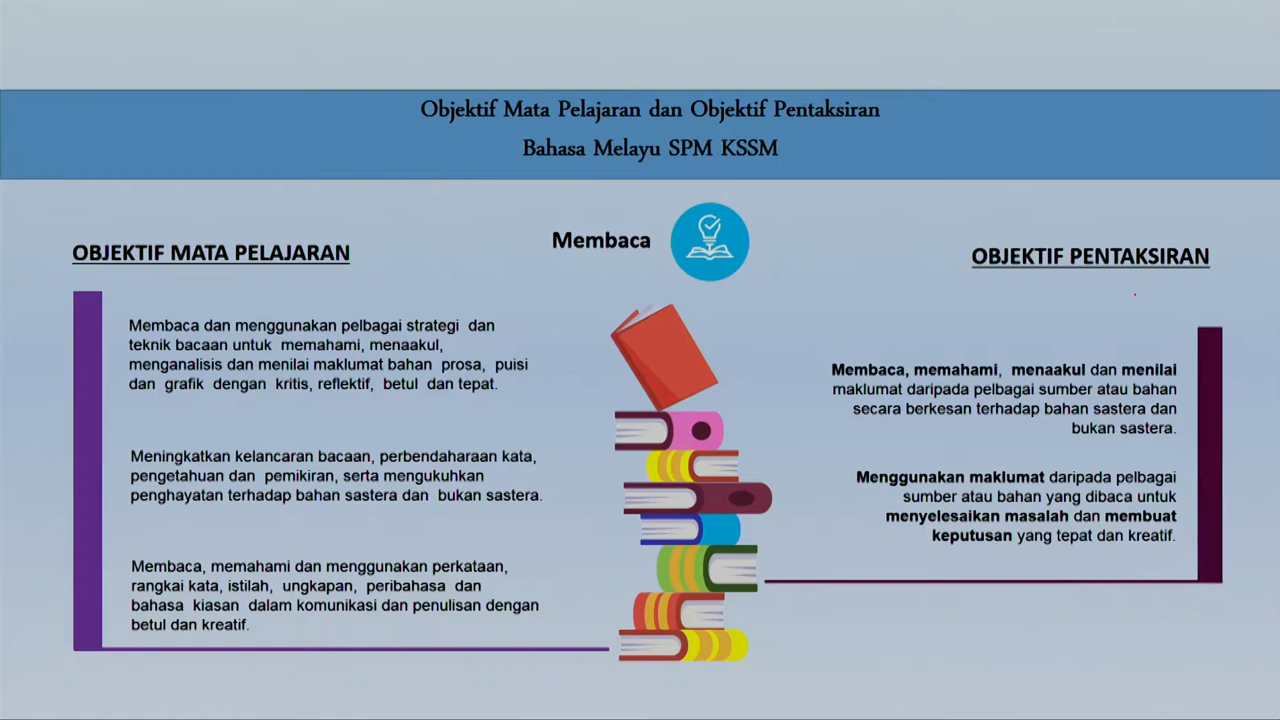 Objektif Mata Pelajaran dan Objektif Pentaksiran
Bahasa Melayu SPM KSSM
Membaca
OBJEKTIF MATA PELAJARAN
Membaca dan menggunakan pelbagai strategi dan
teknik bacaan untuk memahami, menaakul,
menganalisis dan menilai maklumat bahan prosa, puisi
dan grafik dengan kritis, reflektif, betul dan tepat.
Meningkatkan kelancaran bacaan, perbendaharaan kata,
pengetahuan dan pemikiran, serta mengukuhkan
penghayatan terhadap bahan sastera dan bukan sastera.
Membaca, memahami dan menggunakan perkataan,
rangkai kata, istilah, ungkapan, peribahasa dan
bahasa kiasan dalam komunikasi dan penulisan dengan
betul dan kreatif.
OBJEKTIF PENTAKSIRAN
Membaca, memahami, menaakul dan menilai
maklumat daripada pelbagai sumber atau bahan
secara berkesan terhadap bahan sastera dan
bukan sastera.
Menggunakan maklumat daripada pelbagai
sumber atau bahan yang dibaca untuk
menyelesaikan masalah dan membuat
keputusan yang tepat dan kreatif.